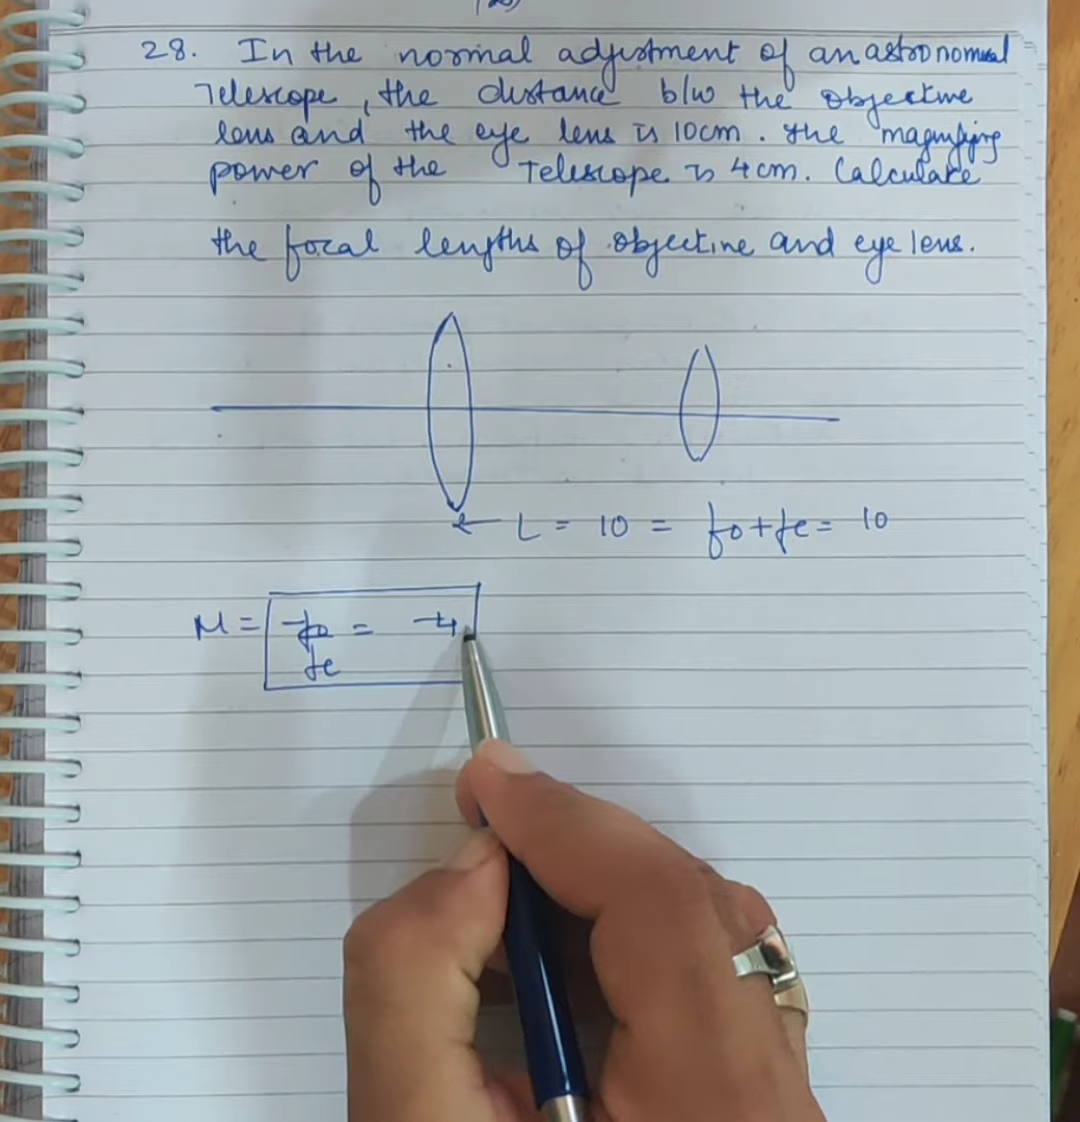 28. In the normal adjustment of an astronomical
Telescope, the distance b/w the objective
lens and the eye lens is 10cm. The magnifying
power of the Telescope is 4cm. Calculate
the focal lengths of objective and eye lens.
← L = 10 = fo+fe = 10
M = -fo = -4
fe